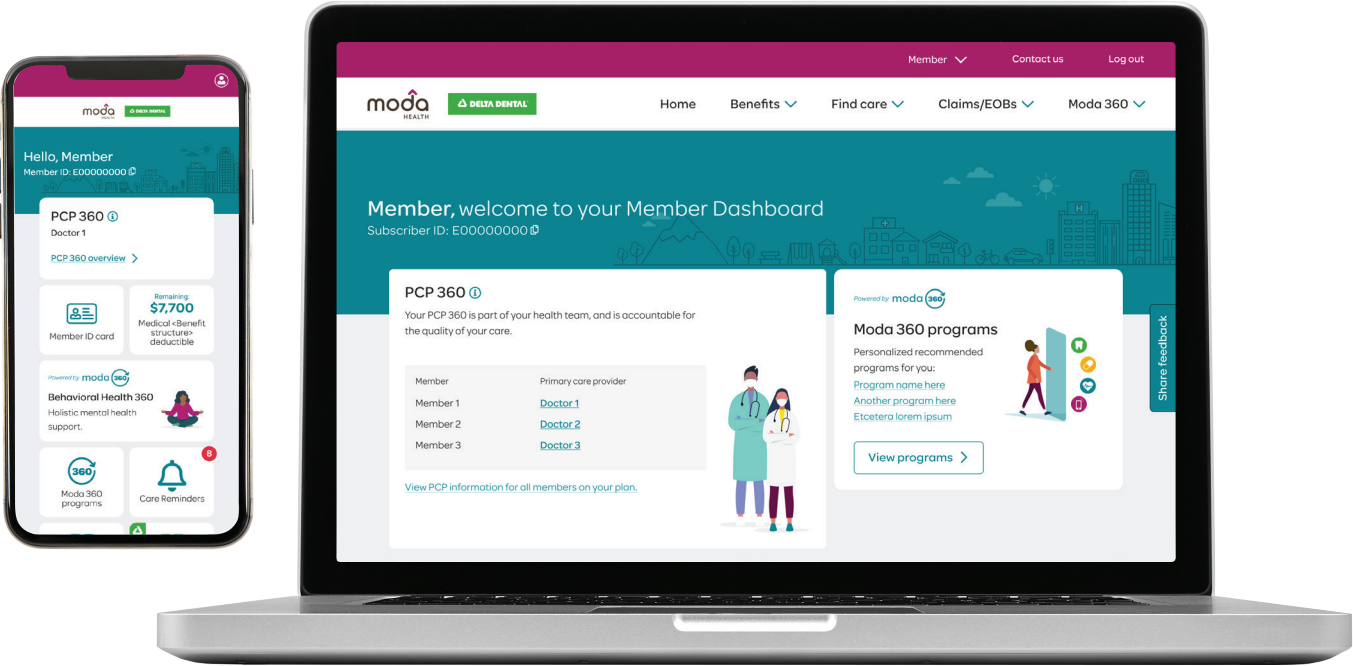 moda
HEALTH
DELTA DENTAL
Hello, Member
Member ID: E00000000
PCP 360
Doctor 1
PCP 360 overview
Member ID card
Remaining:
$7,700
Medical <Benefit
structure>
deductible
Powered by moda 360
Behavioral Health 360
Holistic mental health
support.
360
Moda 360
programs
8
Care Reminders
Member
Contact us
Log out
moda
HEALTH
DELTA DENTAL
Home
Benefits
Find care
Claims/EOBs
Moda 360
Member, welcome to your Member Dashboard
Subscriber ID: E00000000
H
PCP 360
Your PCP 360 is part of your health team, and is accountable for
the quality of your care.
Member Primary care provider
Member 1 Doctor 1
Member 2 Doctor 2
Member 3 Doctor 3
View PCP information for all members on your plan.
Powered by moda 360
Moda 360 programs
Personalized recommended
programs for you:
Program name here
Another program here
Etcetera lorem ipsum
View programs
Share feedback